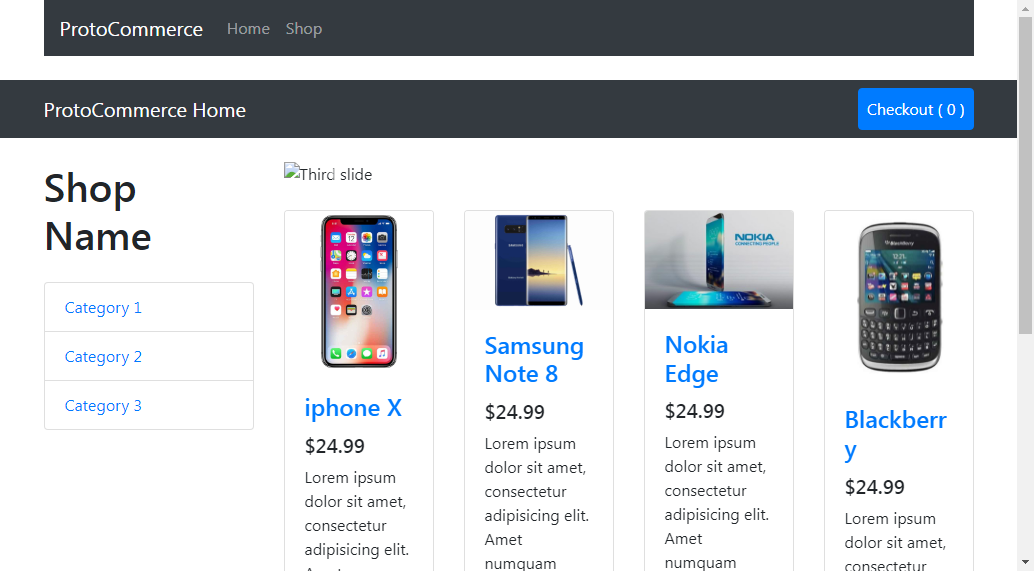 ProtoCommerce Home Shop
ProtoCommerce Home
Checkout ( 0 )
Shop
Name
Category 1
Category 2
Category 3
Third slide
iphone X
$24.99
Lorem ipsum
dolor sit amet,
consectetur
adipisicing elit.
Samsung
Note 8
$24.99
Lorem ipsum
dolor sit amet,
consectetur
adipisicing elit.
Amet
numquam
NOKIA
CONNECTING PEOPLE
Nokia
Edge
$24.99
Lorem ipsum
dolor sit amet,
consectetur
adipisicing elit.
Amet
numquam
BlackBerry
Blackberr
y
$24.99
Lorem ipsum
dolor sit amet,
consectetur